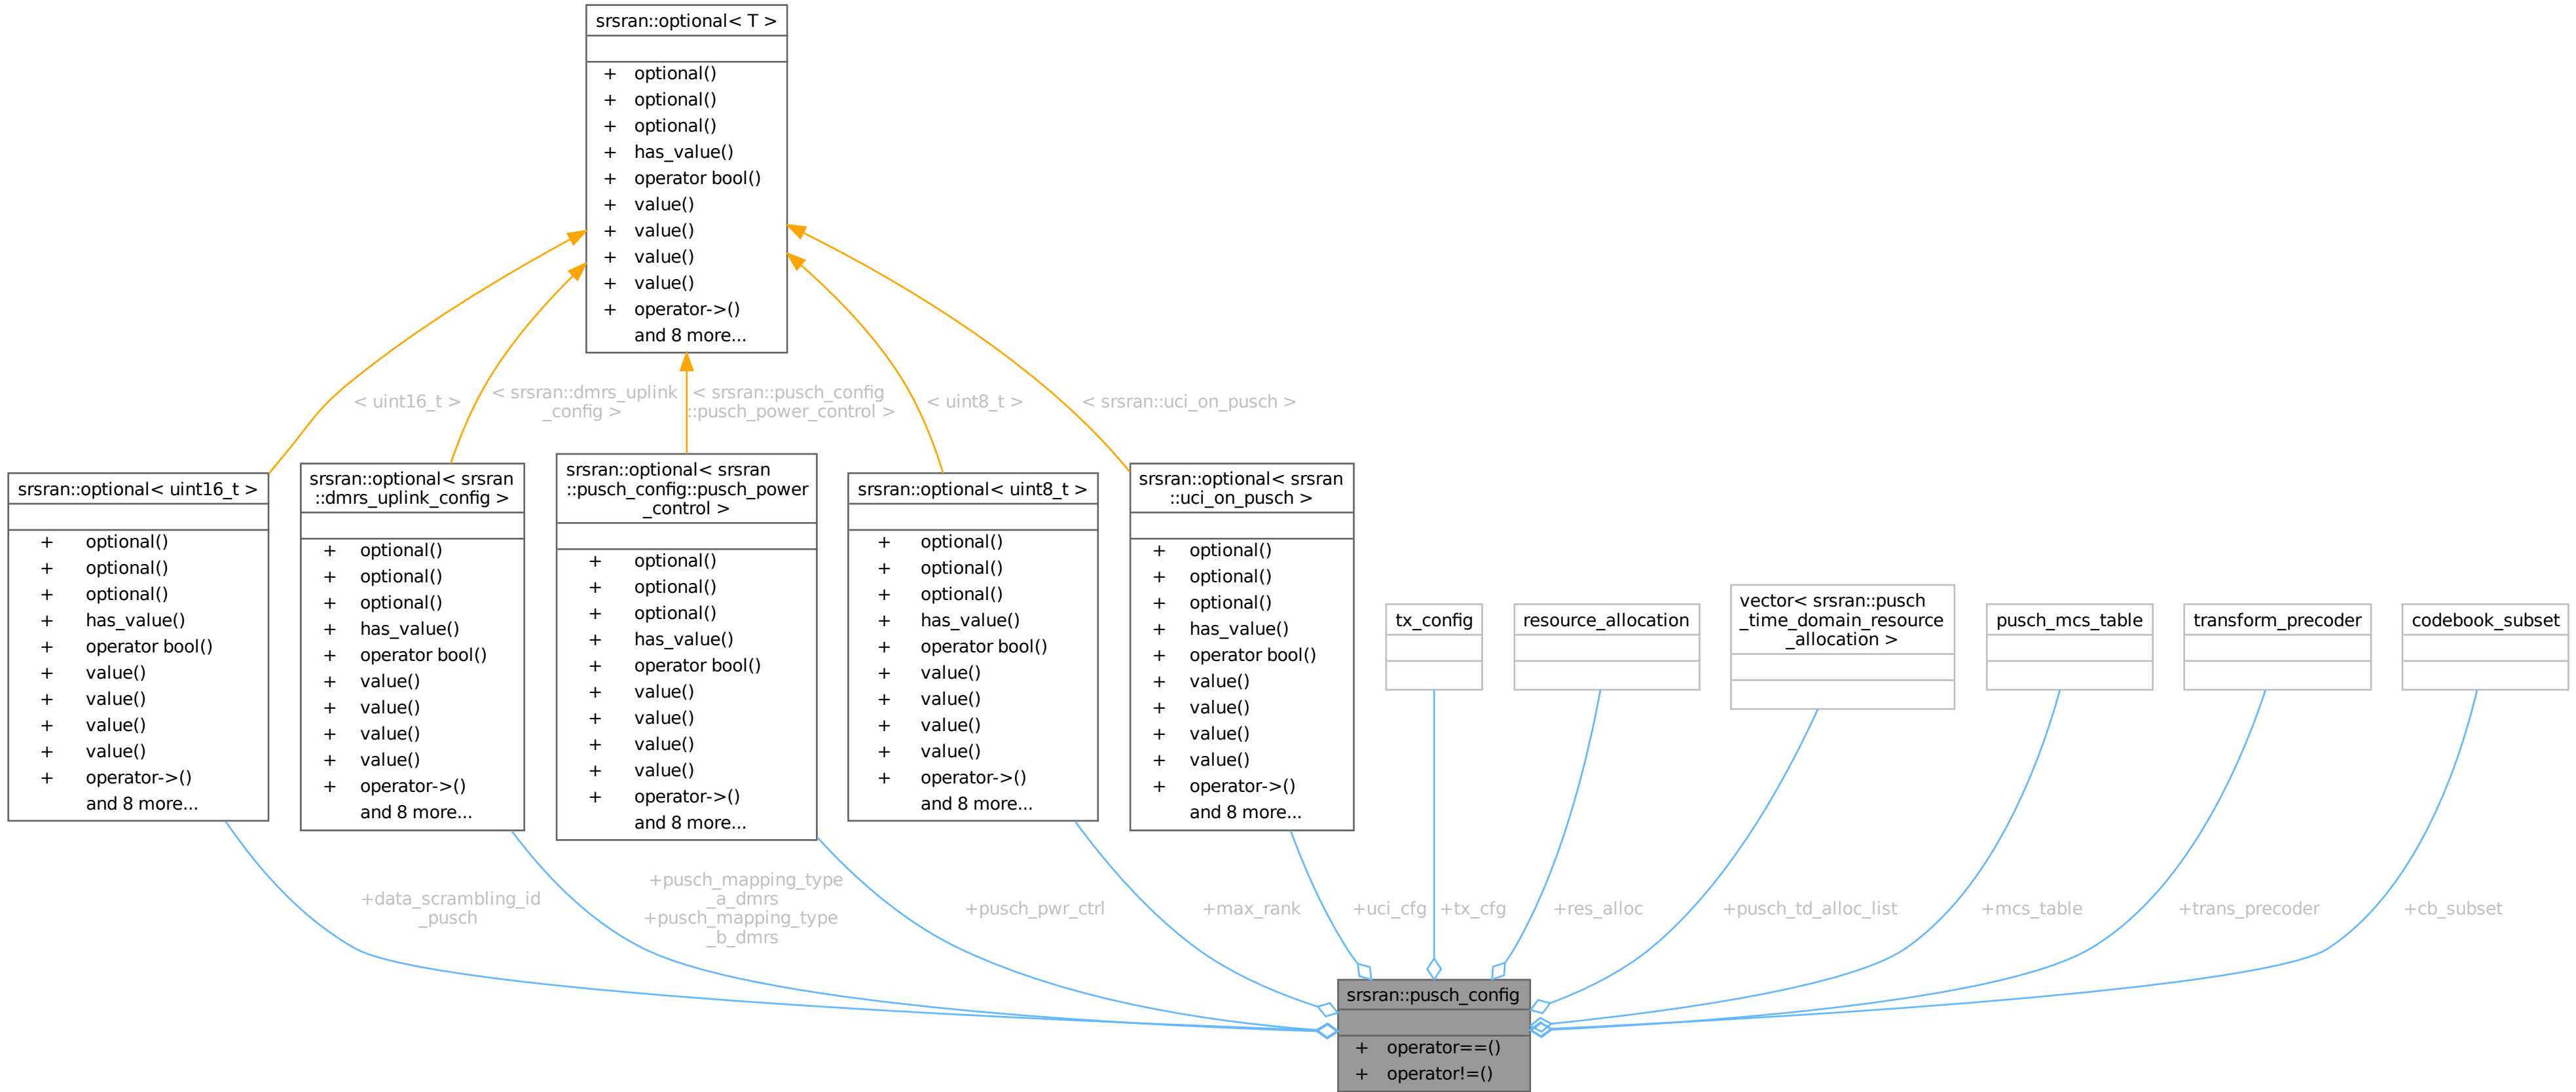 srsran::optional< T >
+ optional()
+ optional()
+ optional()
+ has_value()
+ operator bool()
+ value()
+ value()
+ value()
+ value()
+ operator->()
and 8 more...
< uint16_t >
< srsran::dmrs_uplink
_config >
< srsran::pusch_config
::pusch_power_control >
< uint8_t >
< srsran::uci_on_pusch >
srsran::optional< uint16_t >
+ optional()
+ optional()
+ optional()
+ has_value()
+ operator bool()
+ value()
+ value()
+ value()
+ value()
+ operator->()
and 8 more...
srsran::optional< srsran
::dmrs_uplink_config >
+ optional()
+ optional()
+ optional()
+ has_value()
+ operator bool()
+ value()
+ value()
+ value()
+ value()
+ operator->()
and 8 more...
srsran::optional< srsran
::pusch_config::pusch_power
_control >
+ optional()
+ optional()
+ optional()
+ has_value()
+ operator bool()
+ value()
+ value()
+ value()
+ value()
+ operator->()
and 8 more...
srsran::optional< uint8_t >
+ optional()
+ optional()
+ optional()
+ has_value()
+ operator bool()
+ value()
+ value()
+ value()
+ value()
+ operator->()
and 8 more...
srsran::optional< srsran
::uci_on_pusch >
+ optional()
+ optional()
+ optional()
+ has_value()
+ operator bool()
+ value()
+ value()
+ value()
+ value()
+ operator->()
and 8 more...
tx_config
resource_allocation
vector< srsran::pusch
_time_domain_resource
_allocation >
pusch_mcs_table
transform_precoder
codebook_subset
+data_scrambling_id
_pusch
+pusch_mapping_type
_a_dmrs
+pusch_mapping_type
_b_dmrs
+pusch_pwr_ctrl
+max_rank
+uci_cfg
+tx_cfg
+res_alloc
+pusch_td_alloc_list
+mcs_table
+trans_precoder
+cb_subset
srsran::pusch_config
+ operator==()
+ operator!=()